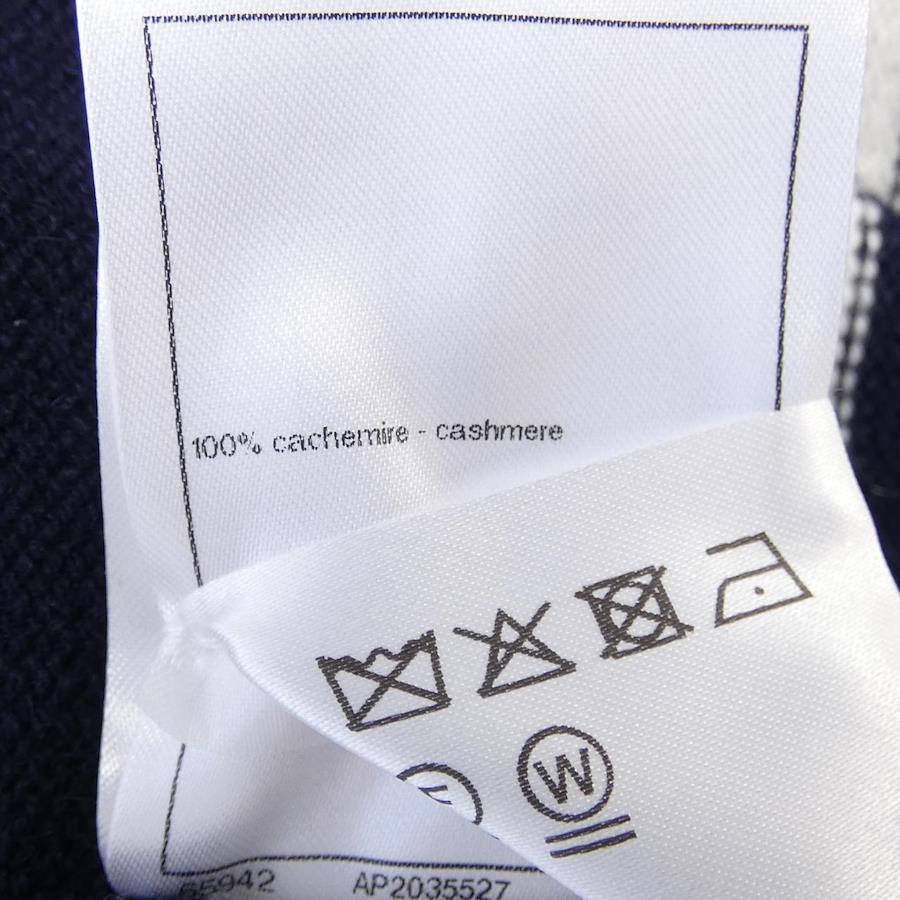 100% cachemire - cashmere
W
65942 AP2035527